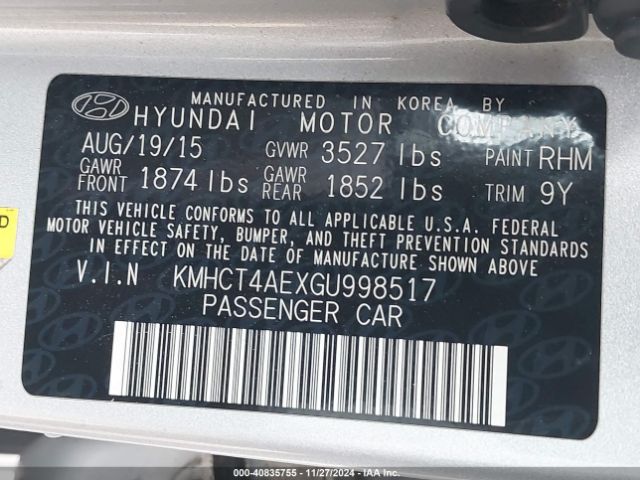 MANUFACTURED IN KOREA BY
HYUNDAI MOTOR COMPANY
AUG/19/15 GVWR 3527 lbs PAINT RHM
GAWR FRONT 1874 lbs GAWR REAR 1852 lbs TRIM 9Y
THIS VEHICLE CONFORMS TO ALL APPLICABLE U.S.A. FEDERAL
MOTOR VEHICLE SAFETY, BUMPER, AND THEFT PREVENTION STANDARDS
IN EFFECT ON THE DATE OF MANUFACTURE SHOWN ABOVE.
V.I.N KMHCT4AEXGU998517
PASSENGER CAR
D
000-40835755 - 11/27/2024 - IAAI.com